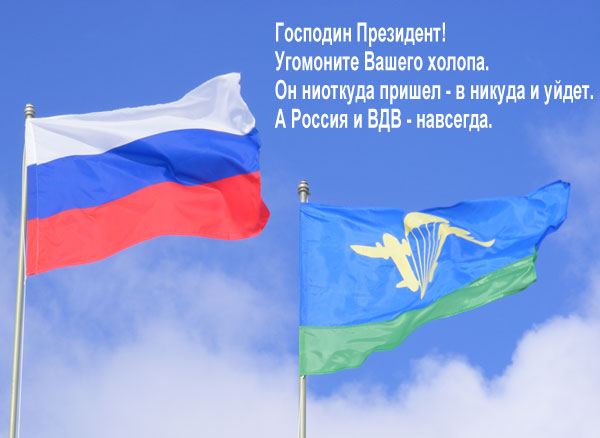 Господин Президент!
Угомоните Вашего холопа.
Он ниоткуда пришел - в никуда и уйдет.
А Россия и ВДВ - навсегда.